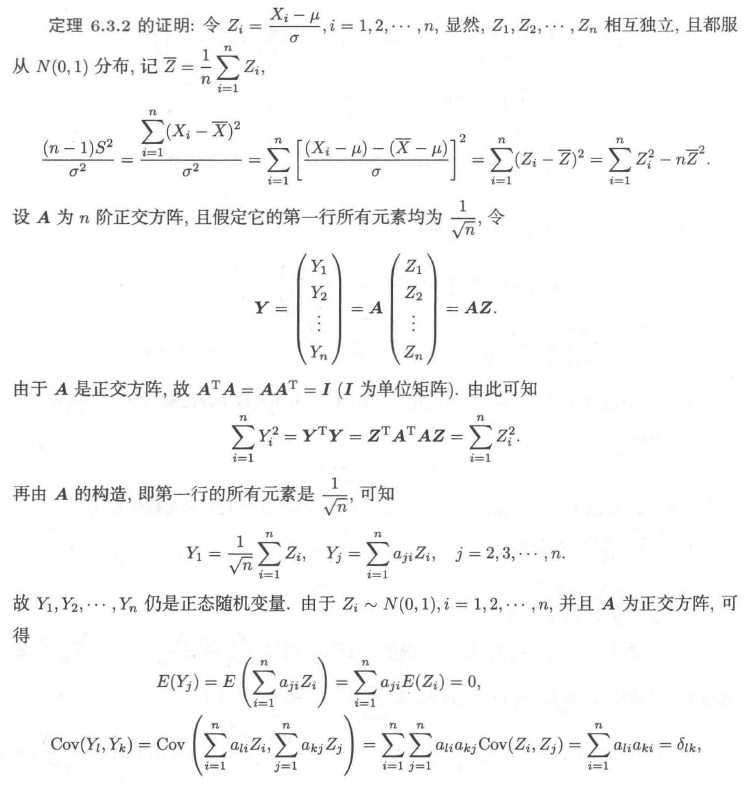 定理 6.3.2 的证明: 令 $Z_i = \dfrac{X_i - \mu}{\sigma}, i = 1, 2, \cdots, n$, 显然, $Z_1, Z_2, \cdots, Z_n$ 相互独立, 且都服
从 $N(0,1)$ 分布, 记 $\overline{Z} = \dfrac{1}{n}\sum_{i=1}^{n} Z_i$,
$\dfrac{(n-1)S^2}{\sigma^2} = \dfrac{\sum_{i=1}^{n}(X_i - \overline{X})^2}{\sigma^2} = \sum_{i=1}^{n}\left[\dfrac{(X_i - \mu) - (\overline{X} - \mu)}{\sigma}\right]^2 = \sum_{i=1}^{n}(Z_i - \overline{Z})^2 = \sum_{i=1}^{n} Z_i^2 - n\overline{Z}^2.$
设 $\boldsymbol{A}$ 为 $n$ 阶正交方阵, 且假定它的第一行所有元素均为 $\dfrac{1}{\sqrt{n}}$, 令
$\boldsymbol{Y} = \begin{pmatrix} Y_1 \\ Y_2 \\ \vdots \\ Y_n \end{pmatrix} = \boldsymbol{A}\begin{pmatrix} Z_1 \\ Z_2 \\ \vdots \\ Z_n \end{pmatrix} = \boldsymbol{AZ}.$
由于 $\boldsymbol{A}$ 是正交方阵, 故 $\boldsymbol{A}^{\mathrm{T}}\boldsymbol{A} = \boldsymbol{A}\boldsymbol{A}^{\mathrm{T}} = \boldsymbol{I}$ ($\boldsymbol{I}$ 为单位矩阵). 由此可知
$\sum_{i=1}^{n} Y_i^2 = \boldsymbol{Y}^{\mathrm{T}}\boldsymbol{Y} = \boldsymbol{Z}^{\mathrm{T}}\boldsymbol{A}^{\mathrm{T}}\boldsymbol{A}\boldsymbol{Z} = \sum_{i=1}^{n} Z_i^2.$
再由 $\boldsymbol{A}$ 的构造, 即第一行的所有元素是 $\dfrac{1}{\sqrt{n}}$, 可知
$Y_1 = \dfrac{1}{\sqrt{n}}\sum_{i=1}^{n} Z_i, \quad Y_j = \sum_{i=1}^{n} a_{ji}Z_i, \quad j = 2, 3, \cdots, n.$
故 $Y_1, Y_2, \cdots, Y_n$ 仍是正态随机变量. 由于 $Z_i \sim N(0,1), i = 1, 2, \cdots, n$, 并且 $\boldsymbol{A}$ 为正交方阵, 可
得
$E(Y_j) = E\left(\sum_{i=1}^{n} a_{ji}Z_i\right) = \sum_{i=1}^{n} a_{ji}E(Z_i) = 0,$
$\mathrm{Cov}(Y_l, Y_k) = \mathrm{Cov}\left(\sum_{i=1}^{n} a_{li}Z_i, \sum_{j=1}^{n} a_{kj}Z_j\right) = \sum_{i=1}^{n}\sum_{j=1}^{n} a_{li}a_{kj}\mathrm{Cov}(Z_i, Z_j) = \sum_{i=1}^{n} a_{li}a_{ki} = \delta_{lk},$